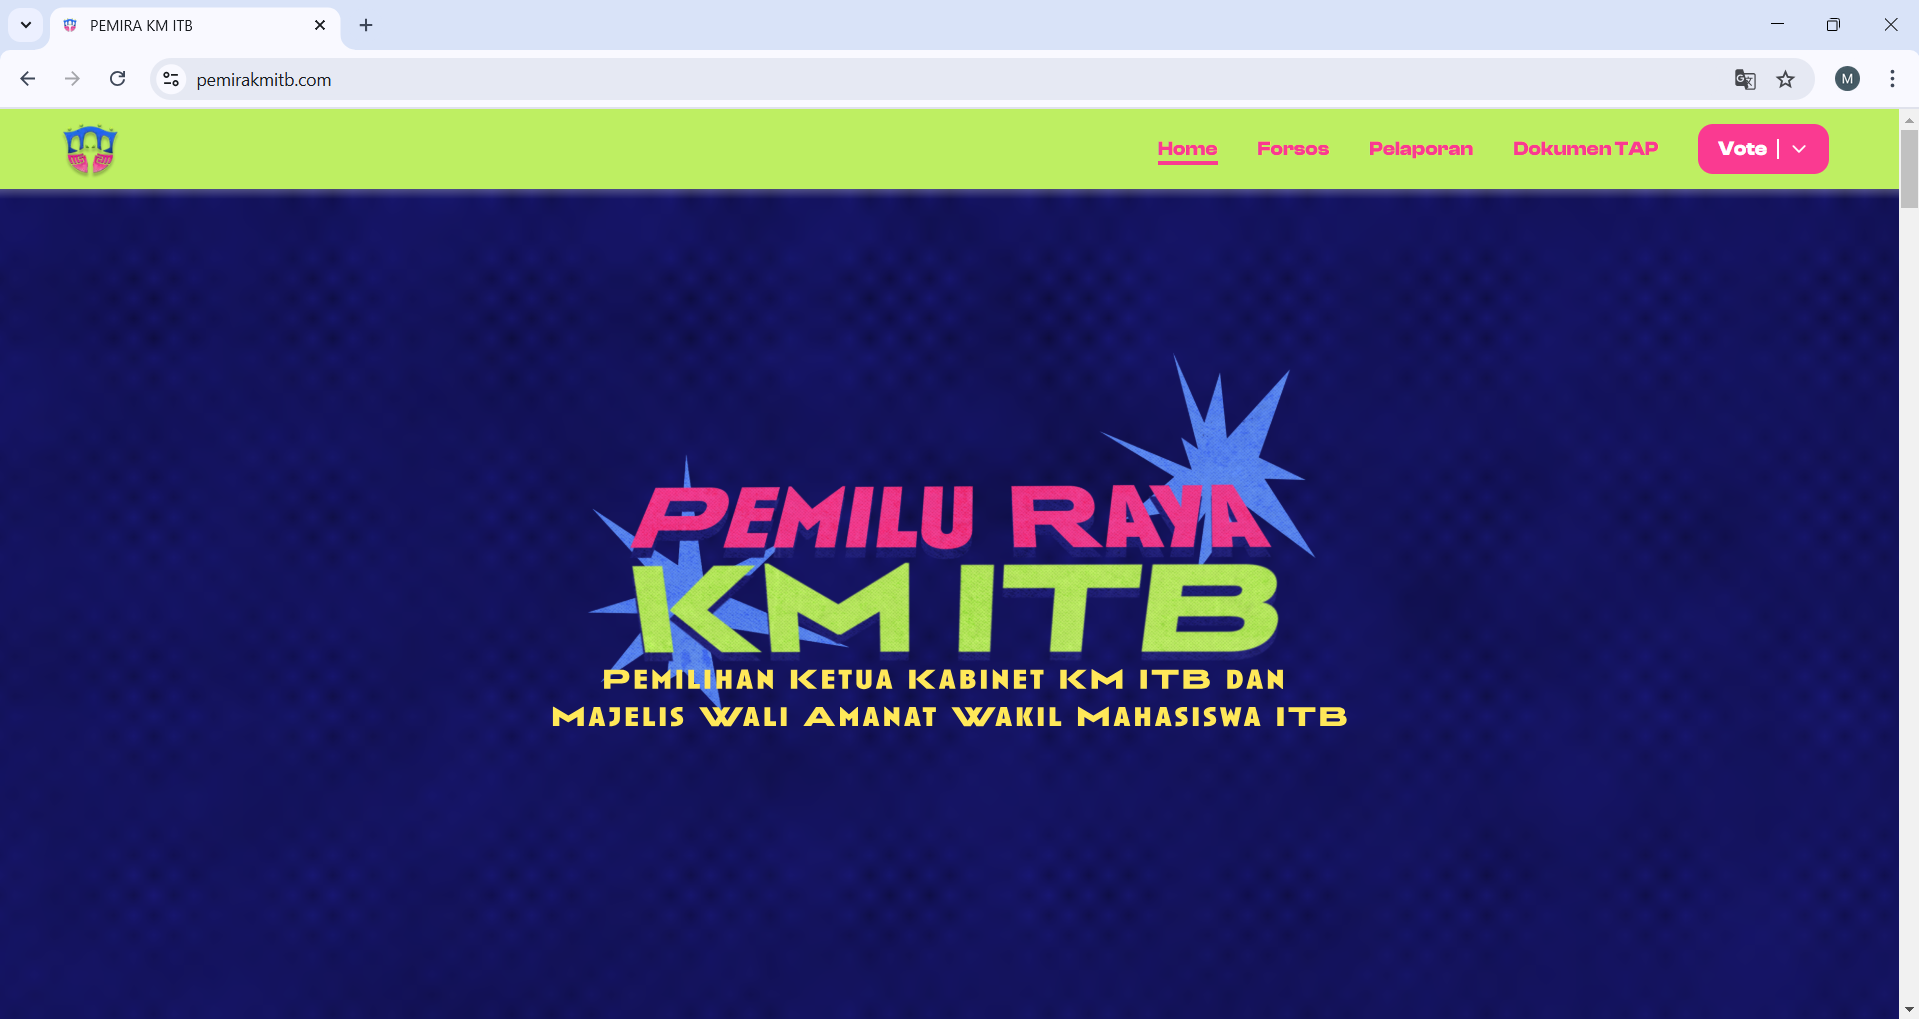 PEMIRA KM ITB
pemirakmitb.com
M
Home Forsos Pelaporan Dokumen TAP Vote
PEMILU RAYA
KM ITB
PEMILIHAN KETUA KABINET KM ITB DAN
MAJELIS WALI AMANAT WAKIL MAHASISWA ITB